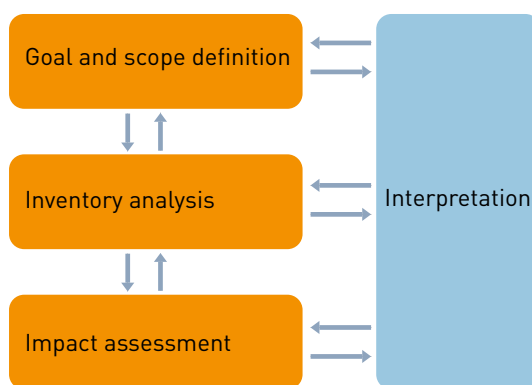 Goal and scope definition
Inventory analysis
Interpretation
Impact assessment